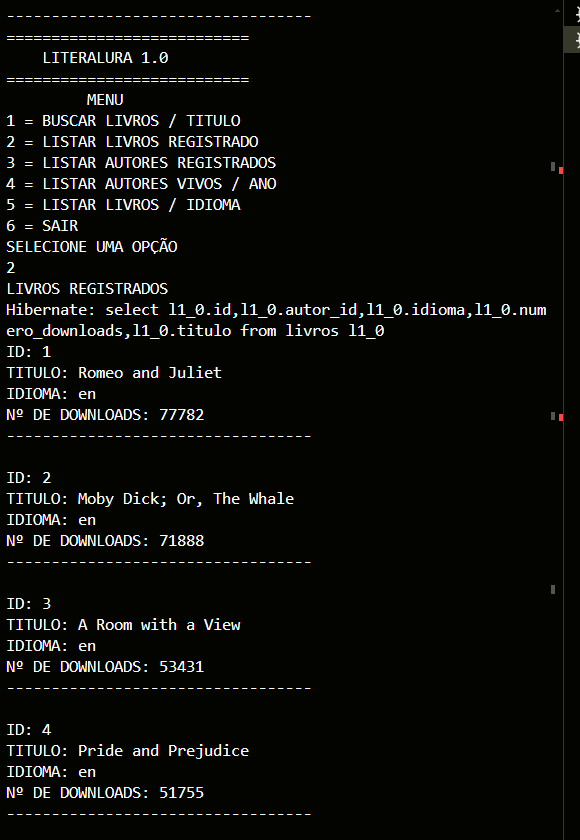 ----------------------------------
===========================
LITERALURA 1.0
===========================
MENU
1 = BUSCAR LIVROS / TITULO
2 = LISTAR LIVROS REGISTRADO
3 = LISTAR AUTORES REGISTRADOS
4 = LISTAR AUTORES VIVOS / ANO
5 = LISTAR LIVROS / IDIOMA
6 = SAIR
SELECIONE UMA OPÇÃO
2
LIVROS REGISTRADOS
Hibernate: select l1_0.id,l1_0.autor_id,l1_0.idioma,l1_0.num
ero_downloads,l1_0.titulo from livros l1_0
ID: 1
TITULO: Romeo and Juliet
IDIOMA: en
Nº DE DOWNLOADS: 77782
----------------------------------
ID: 2
TITULO: Moby Dick; Or, The Whale
IDIOMA: en
Nº DE DOWNLOADS: 71888
----------------------------------
ID: 3
TITULO: A Room with a View
IDIOMA: en
Nº DE DOWNLOADS: 53431
----------------------------------
ID: 4
TITULO: Pride and Prejudice
IDIOMA: en
Nº DE DOWNLOADS: 51755
----------------------------------